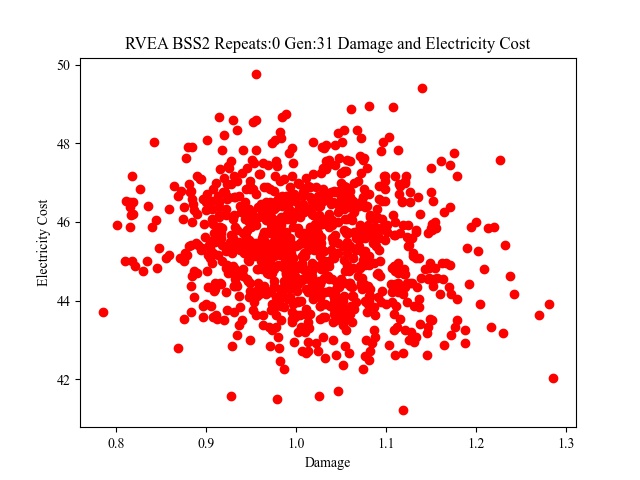 RVEA BSS2 Repeats:0 Gen:31 Damage and Electricity Cost
50
48
46
44
42
Electricity Cost
0.8 0.9 1.0 1.1 1.2 1.3
Damage